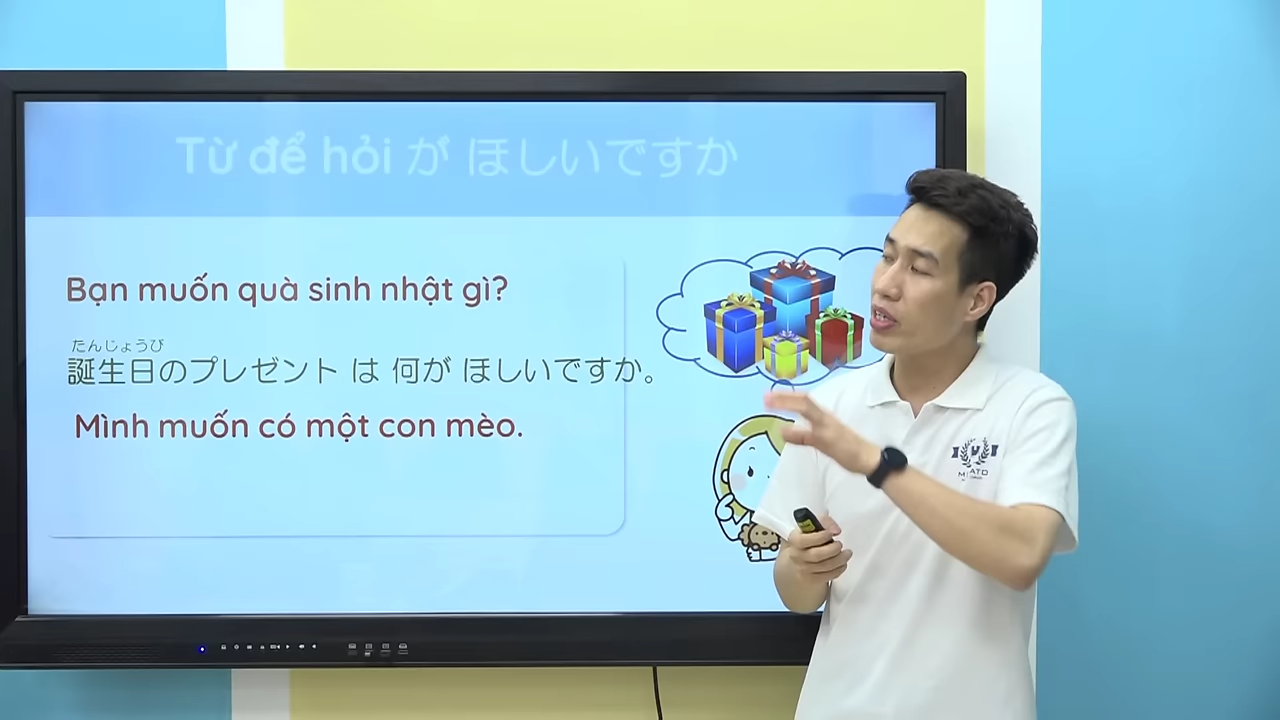 Từ để hỏi が ほしいですか
Bạn muốn quà sinh nhật gì?
たんじょうび
誕生日のプレゼント は 何が ほしいですか。
Mình muốn có một con mèo.